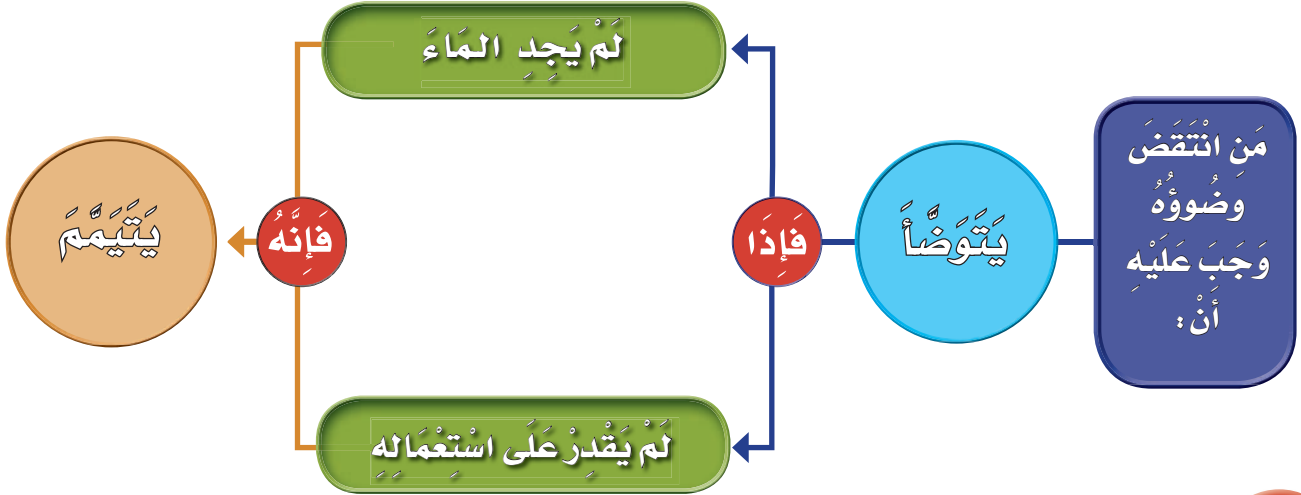 مَنِ انْتَقَضَ
وُضُوؤُهُ
وَجَبَ عَلَيْهِ
أَنْ :
يَتَوَضَّأَ
فَإِذَا
لَمْ يَجِدِ المَاءَ
لَمْ يَقْدِرْ عَلَى اسْتِعْمَالِهِ
فَإِنَّهُ
يَتَيَمَّمَ